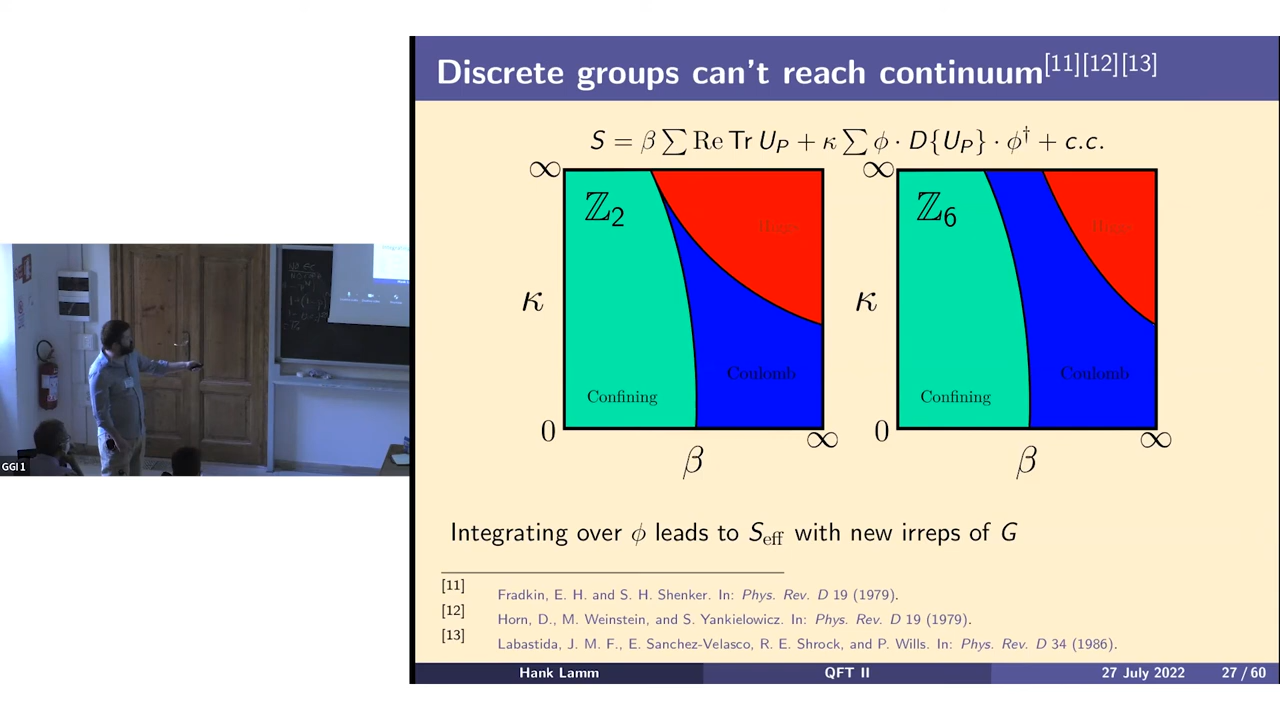 Discrete groups can't reach continuum[11][12][13]
S = β ∑ Re Tr U_P + κ ∑ φ · D{U_P} · φ† + c.c.
∞
ℤ₂
Higgs
κ
Coulomb
Confining
0
∞
β
∞
ℤ₆
Higgs
κ
Coulomb
Confining
0
∞
β
Integrating over φ leads to S_eff with new irreps of G
[11] Fradkin, E. H. and S. H. Shenker. In: Phys. Rev. D 19 (1979).
[12] Horn, D., M. Weinstein, and S. Yankielowicz. In: Phys. Rev. D 19 (1979).
[13] Labastida, J. M. F., E. Sanchez-Velasco, R. E. Shrock, and P. Wills. In: Phys. Rev. D 34 (1986).
Hank Lamm QFT II 27 July 2022 27 / 60
GGI 1